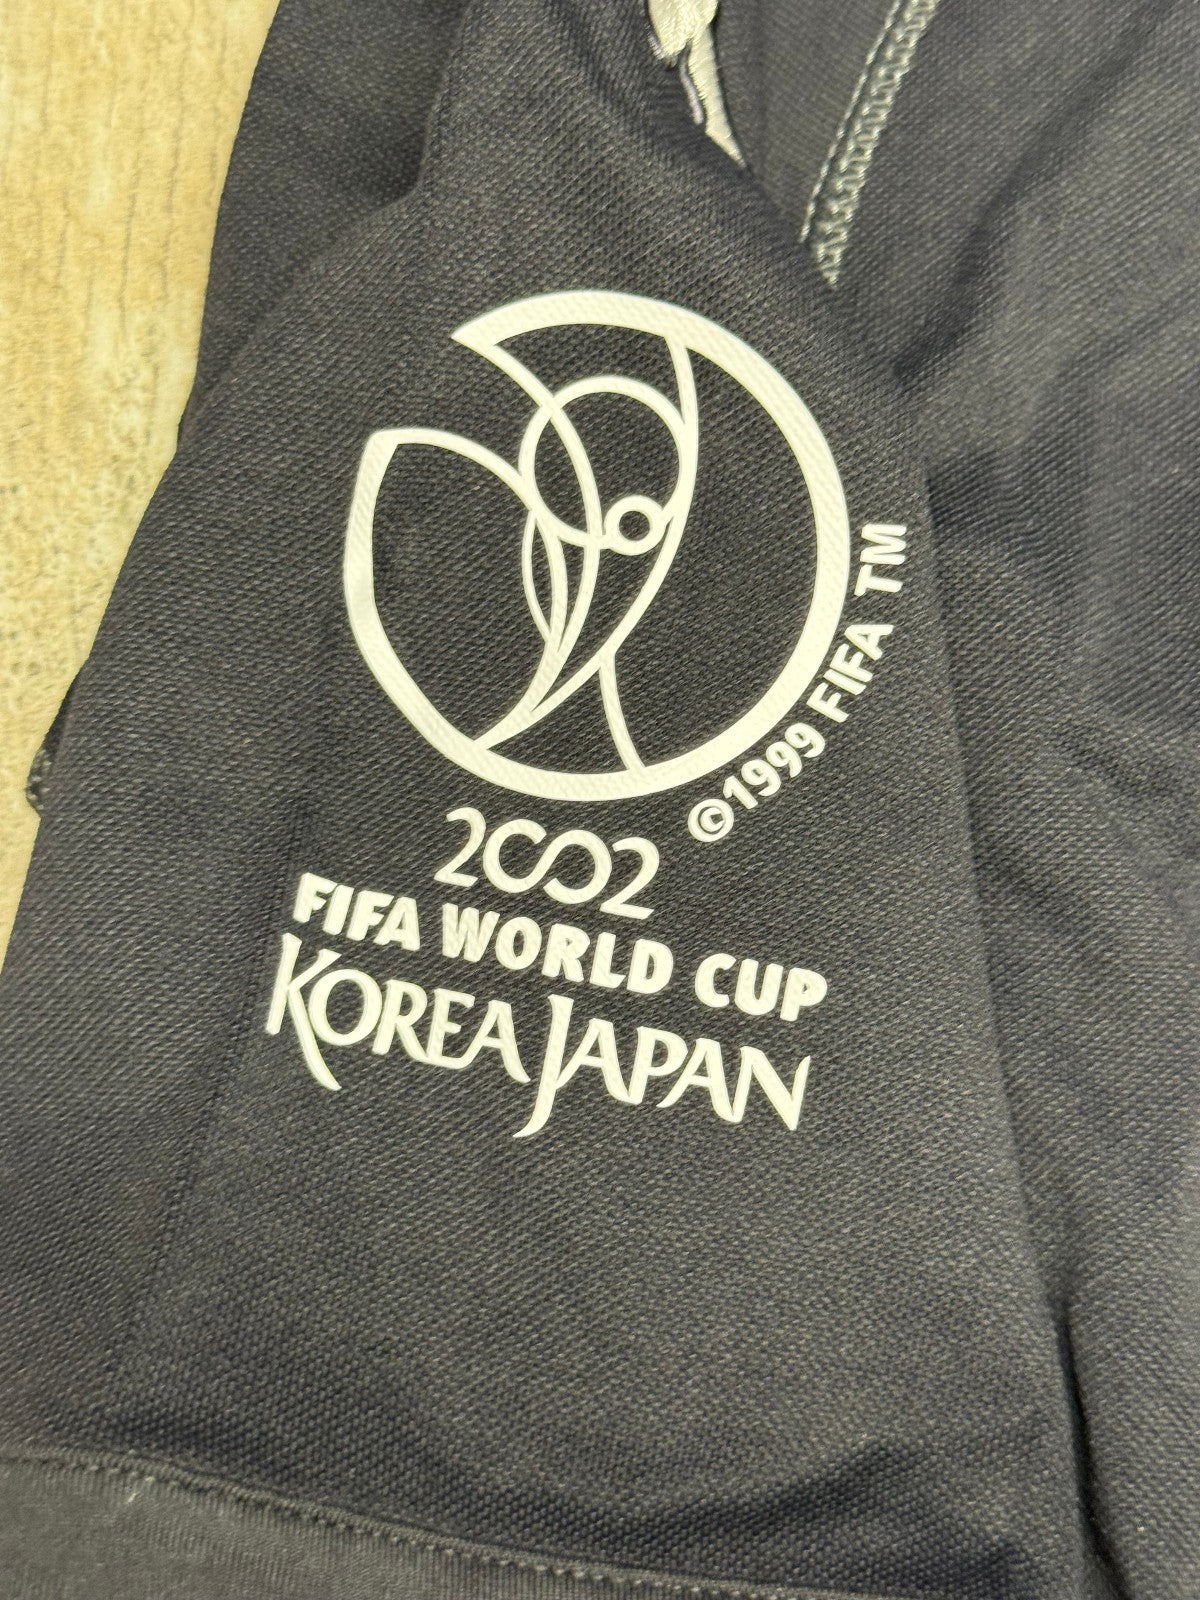 ©1999 FIFA TM
2002
FIFA WORLD CUP
KOREA JAPAN